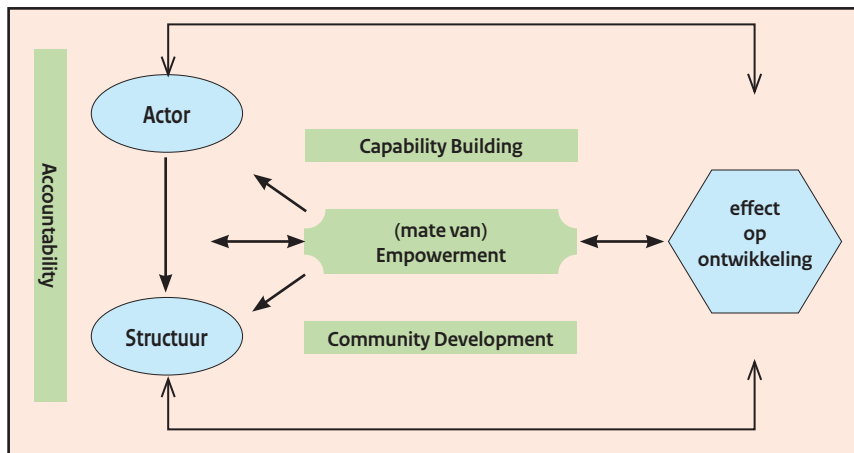 Accountability
Actor
Structuur
Capability Building
(mate van)
Empowerment
Community Development
effect
op
ontwikkeling